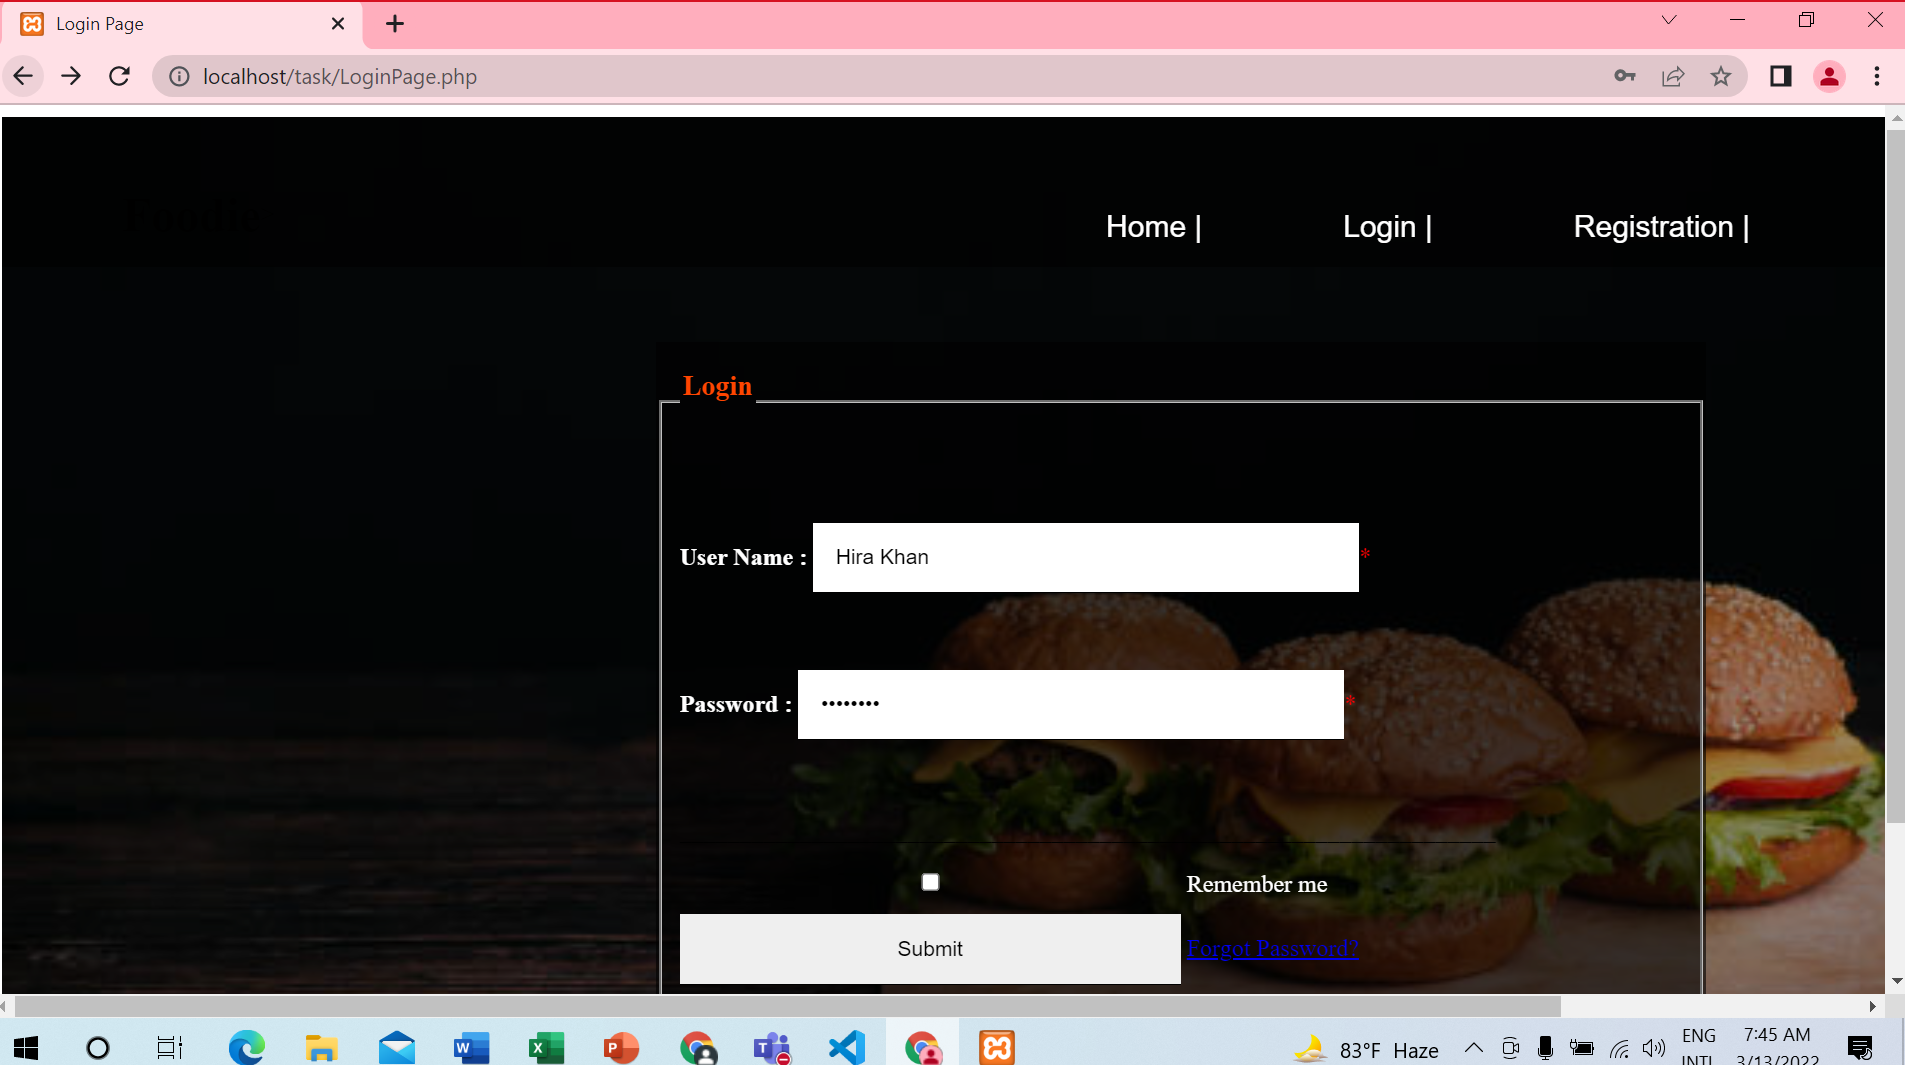 Login Page
localhost/task/LoginPage.php
Foodie
Home |
Login |
Registration |
Login
User Name :
Hira Khan
*
Password :
••••••••
*
Remember me
Submit
Forgot Password?
83°F Haze
ENG
INTL
7:45 AM
3/13/2022